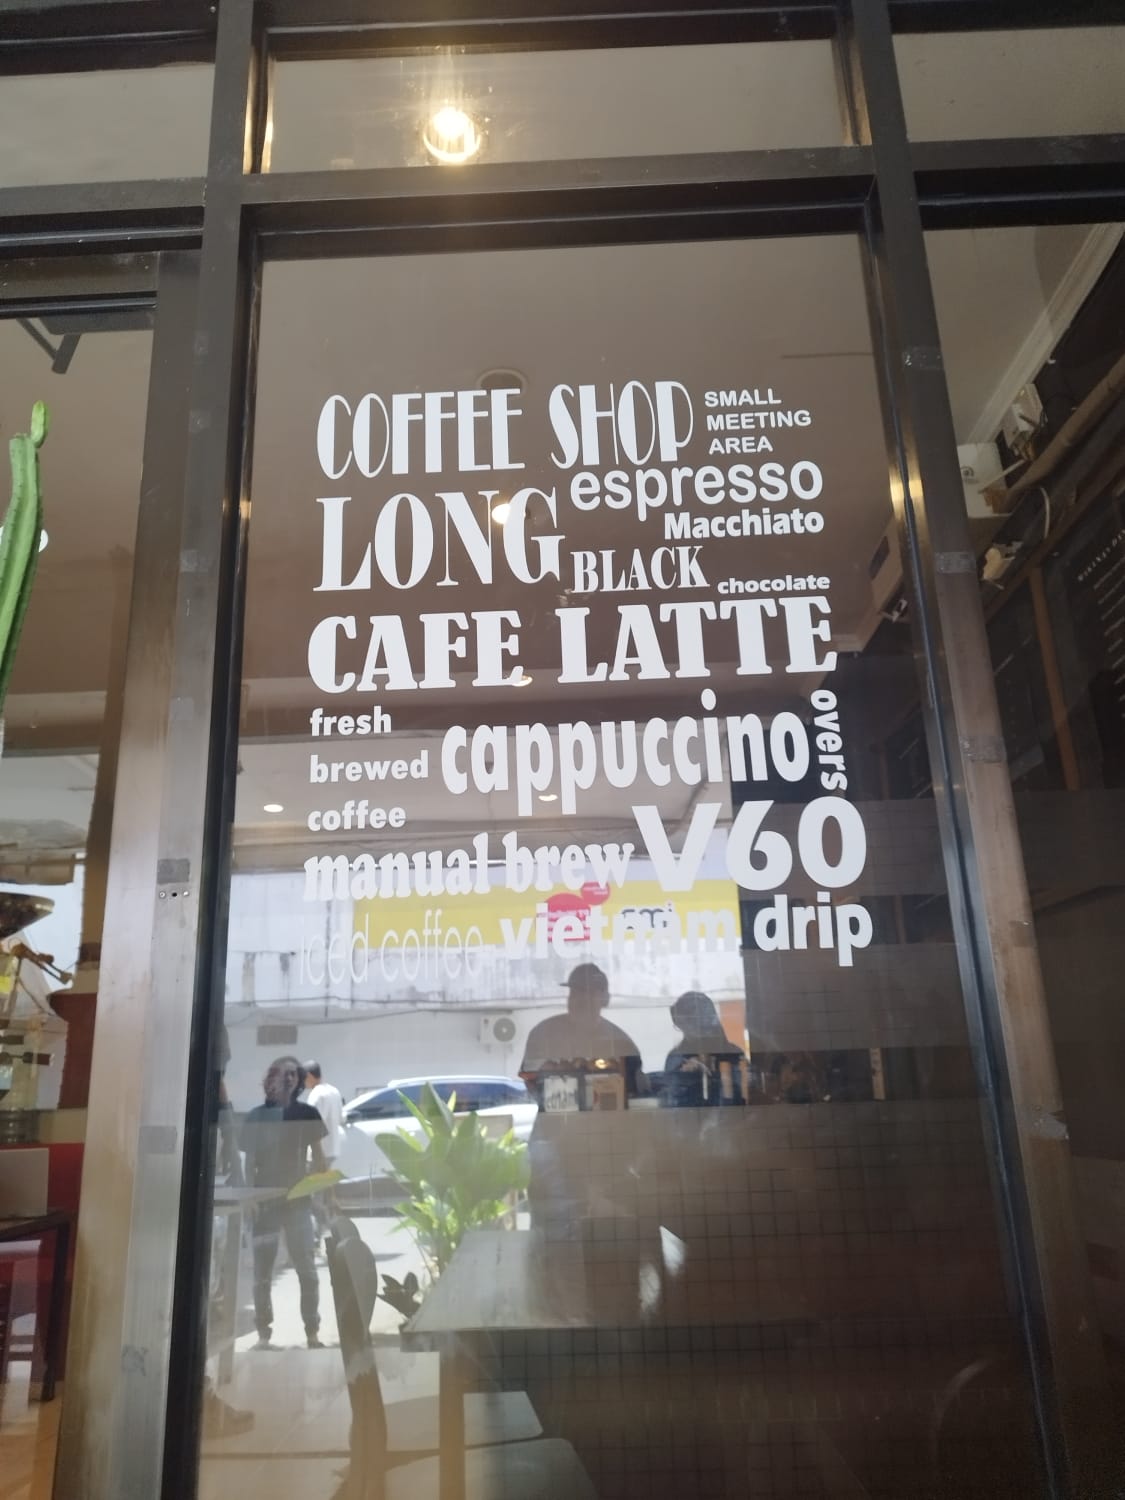 COFFEE SHOP
SMALL
MEETING
AREA
espresso
Macchiato
LONG
BLACK
chocolate
CAFE LATTE
fresh
brewed
coffee
cappuccino
overs
manual brew
V60
iced coffee
vietnam
drip